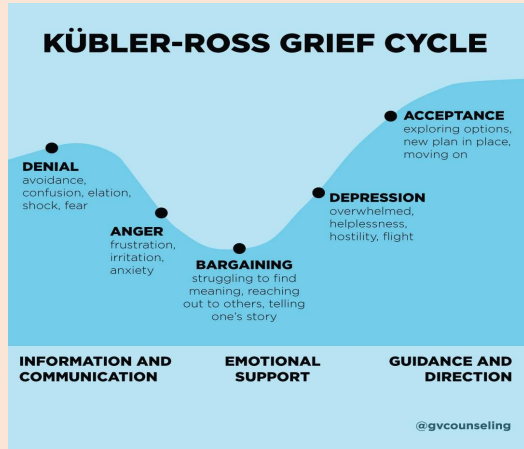 KÜBLER-ROSS GRIEF CYCLE
DENIAL
avoidance,
confusion, elation,
shock, fear
ANGER
frustration,
irritation,
anxiety
BARGAINING
struggling to find
meaning, reaching
out to others, telling
one's story
DEPRESSION
overwhelmed,
helplessness,
hostility, flight
ACCEPTANCE
exploring options,
new plan in place,
moving on
INFORMATION AND
COMMUNICATION
EMOTIONAL
SUPPORT
GUIDANCE AND
DIRECTION
@gvcounseling